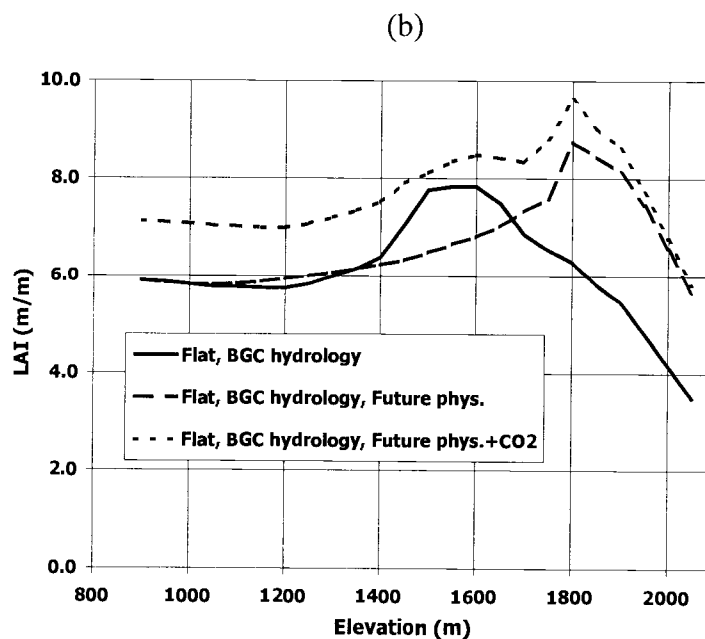 (b)
10.0
8.0
6.0
4.0
2.0
0.0
LAI (m/m)
Flat, BGC hydrology
Flat, BGC hydrology, Future phys.
Flat, BGC hydrology, Future phys.+CO2
800 1000 1200 1400 1600 1800 2000
Elevation (m)